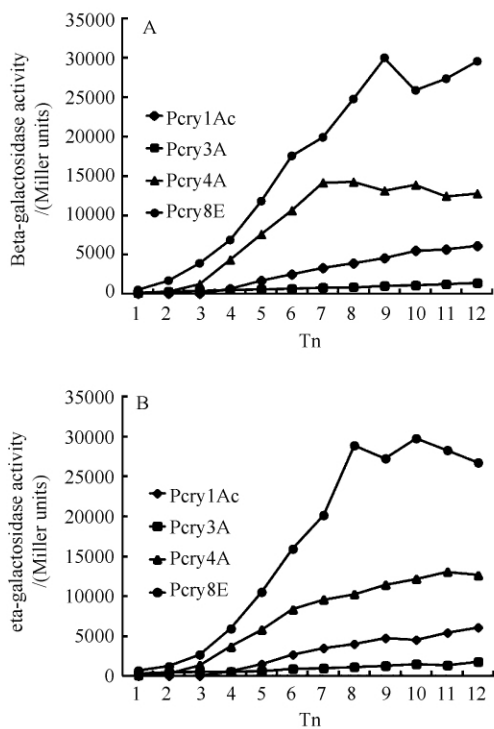 A
35000
30000
25000
20000
15000
10000
5000
0
Beta-galactosidase activity
/(Miller units)
Pcry1Ac
Pcry3A
Pcry4A
Pcry8E
1 2 3 4 5 6 7 8 9 10 11 12
Tn
B
35000
30000
25000
20000
15000
10000
5000
0
eta-galactosidase activity
/(Miller units)
Pcry1Ac
Pcry3A
Pcry4A
Pcry8E
1 2 3 4 5 6 7 8 9 10 11 12
Tn